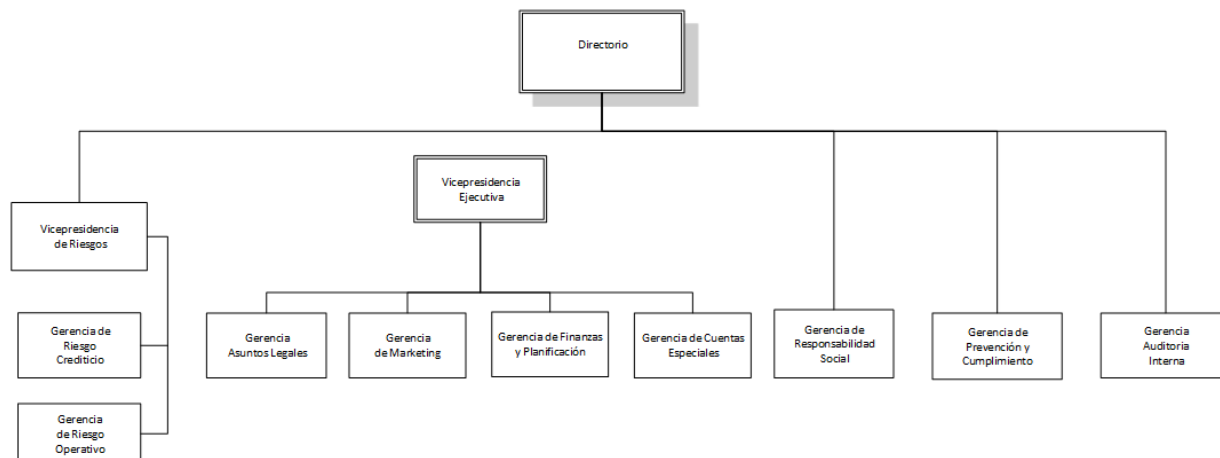 Directorio
Vicepresidencia
Ejecutiva
Vicepresidencia
de Riesgos
Gerencia de
Riesgo
Crediticio
Gerencia
de Riesgo
Operativo
Gerencia
Asuntos Legales
Gerencia
de Marketing
Gerencia de Finanzas
y Planificación
Gerencia de Cuentas
Especiales
Gerencia de
Responsabilidad
Social
Gerencia de
Prevención y
Cumplimiento
Gerencia
Auditoria
Interna